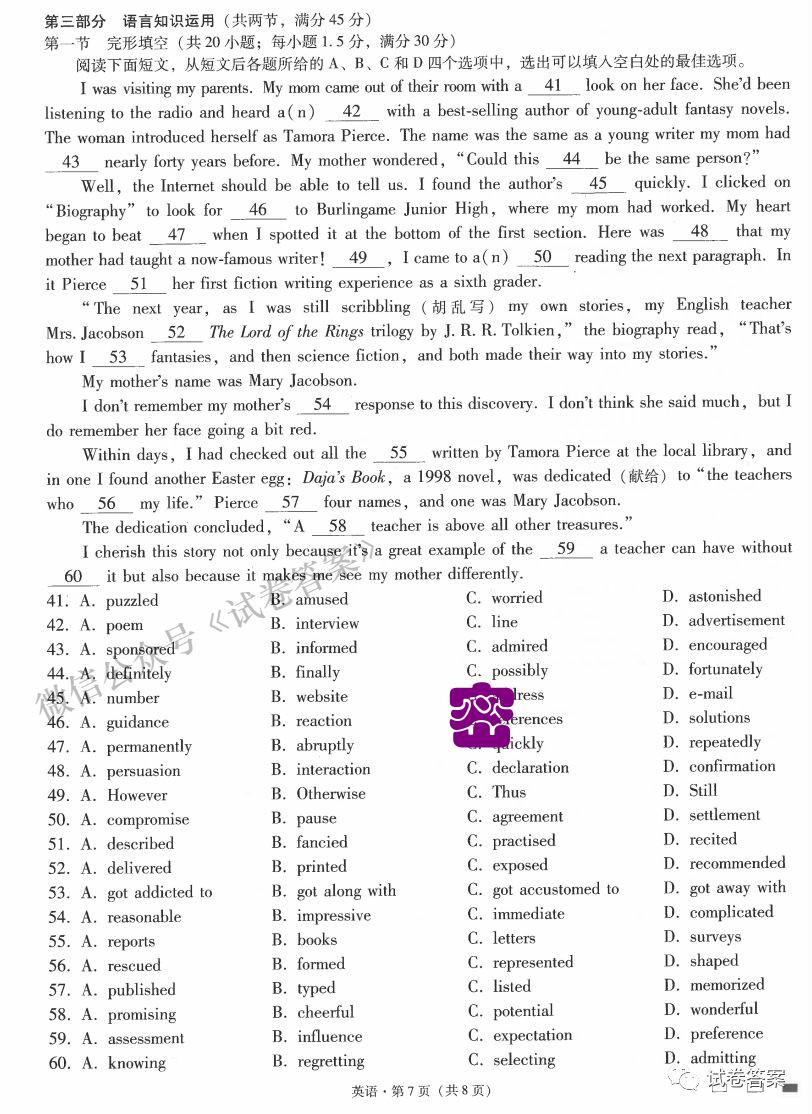 第三部分 语言知识运用（共两节，满分45分）
第一节 完形填空（共20小题；每小题1.5分，满分30分）
阅读下面短文，从短文后各题所给的A、B、C和D四个选项中，选出可以填入空白处的最佳选项。
I was visiting my parents. My mom came out of their room with a 41 look on her face. She'd been
listening to the radio and heard a(n) 42 with a best-selling author of young-adult fantasy novels.
The woman introduced herself as Tamora Pierce. The name was the same as a young writer my mom had
43 nearly forty years before. My mother wondered, “Could this 44 be the same person?”
Well, the Internet should be able to tell us. I found the author's 45 quickly. I clicked on
“Biography” to look for 46 to Burlingame Junior High, where my mom had worked. My heart
began to beat 47 when I spotted it at the bottom of the first section. Here was 48 that my
mother had taught a now-famous writer! 49, I came to a(n) 50 reading the next paragraph. In
it Pierce 51 her first fiction writing experience as a sixth grader.
“The next year, as I was still scribbling（胡乱写）my own stories, my English teacher
Mrs. Jacobson 52 The Lord of the Rings trilogy by J. R. R. Tolkien,” the biography read, “That's
how I 53 fantasies, and then science fiction, and both made their way into my stories.”
My mother's name was Mary Jacobson.
I don't remember my mother's 54 response to this discovery. I don't think she said much, but I
do remember her face going a bit red.
Within days, I had checked out all the 55 written by Tamora Pierce at the local library, and
in one I found another Easter egg: Daja's Book, a 1998 novel, was dedicated（献给）to “the teachers
who 56 my life.” Pierce 57 four names, and one was Mary Jacobson.
The dedication concluded, “A 58 teacher is above all other treasures.”
I cherish this story not only because it's a great example of the 59 a teacher can have without
60 it but also because it makes me see my mother differently.
41. A. puzzled B. amused C. worried D. astonished
42. A. poem B. interview C. line D. advertisement
43. A. sponsored B. informed C. admired D. encouraged
44. A. definitely B. finally C. possibly D. fortunately
45. A. number B. website dress D. e-mail
46. A. guidance B. reaction erences D. solutions
47. A. permanently B. abruptly C. quickly D. repeatedly
48. A. persuasion B. interaction C. declaration D. confirmation
49. A. However B. Otherwise C. Thus D. Still
50. A. compromise B. pause C. agreement D. settlement
51. A. described B. fancied C. practised D. recited
52. A. delivered B. printed C. exposed D. recommended
53. A. got addicted to B. got along with C. got accustomed to D. got away with
54. A. reasonable B. impressive C. immediate D. complicated
55. A. reports B. books C. letters D. surveys
56. A. rescued B. formed C. represented D. shaped
57. A. published B. typed C. listed D. memorized
58. A. promising B. cheerful C. potential D. wonderful
59. A. assessment B. influence C. expectation D. preference
60. A. knowing B. regretting C. selecting D. admitting
微信公众号《试卷答案》
试卷答案
英语·第7页（共8页）